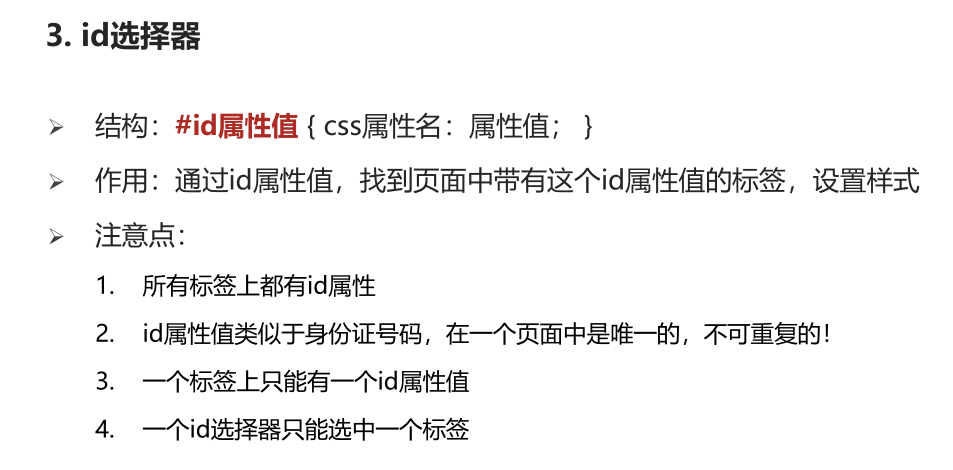 3. id选择器
结构：#id属性值 { css属性名：属性值； }
作用：通过id属性值，找到页面中带有这个id属性值的标签，设置样式
注意点：
1. 所有标签上都有id属性
2. id属性值类似于身份证号码，在一个页面中是唯一的，不可重复的！
3. 一个标签上只能有一个id属性值
4. 一个id选择器只能选中一个标签